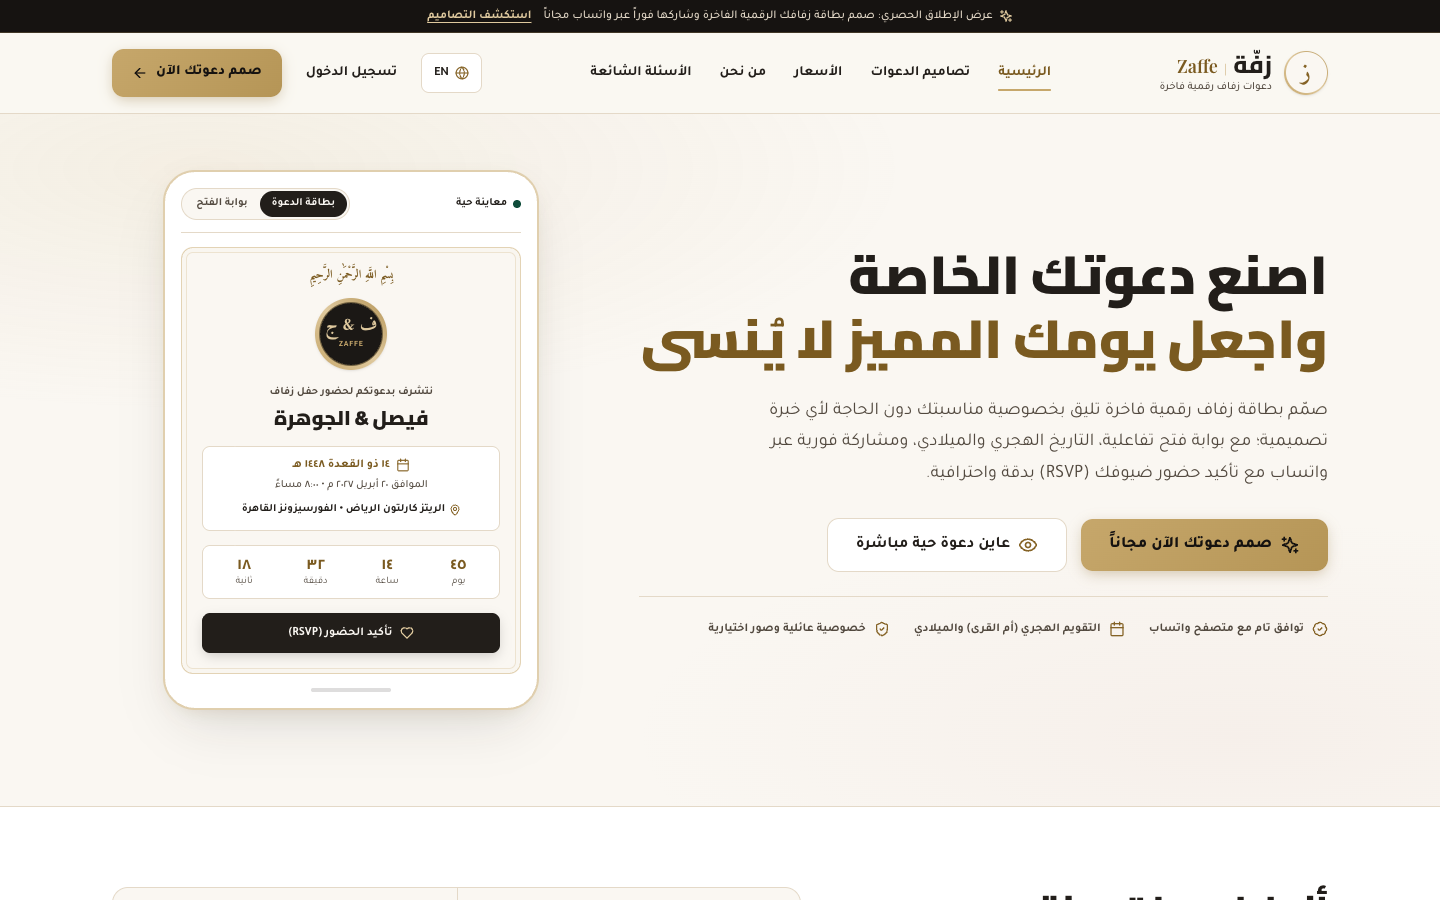 عرض الإطلاق الحصري: صمم بطاقة زفافك الرقمية الفاخرة وشاركها فوراً عبر واتساب مجاناً استكشف التصاميم
ز
زفّة | Zaffe
دعوات زفاف رقمية فاخرة
الرئيسية
تصاميم الدعوات
الأسعار
من نحن
الأسئلة الشائعة
EN
تسجيل الدخول
صمم دعوتك الآن
اصنع دعوتك الخاصة
واجعل يومك المميز لا يُنسى
صمّم بطاقة زفاف رقمية فاخرة تليق بخصوصية مناسبتك دون الحاجة لأي خبرة
تصميمية؛ مع بوابة فتح تفاعلية، التاريخ الهجري والميلادي، ومشاركة فورية عبر
واتساب مع تأكيد حضور ضيوفك (RSVP) بدقة واحترافية.
صمم دعوتك الآن مجاناً
عاين دعوة حية مباشرة
توافق تام مع متصفح واتساب
التقويم الهجري (أم القرى) والميلادي
خصوصية عائلية وصور اختيارية
معاينة حية
بطاقة الدعوة
بوابة الفتح
بِسْمِ اللَّهِ الرَّحْمَٰنِ الرَّحِيمِ
ف & ج
ZAFFE
نتشرف بدعوتكم لحضور حفل زفاف
فيصل & الجوهرة
١٤ ذو القعدة ١٤٤٨ هـ
الموافق ٢٠ أبريل ٢٠٢٧ م • ٨:٠٠ مساءً
الريتز كارلتون الرياض • الفورسيزونز القاهرة
٤٥ ١٤ ٣٢ ١٨
يوم ساعة دقيقة ثانية
تأكيد الحضور (RSVP)